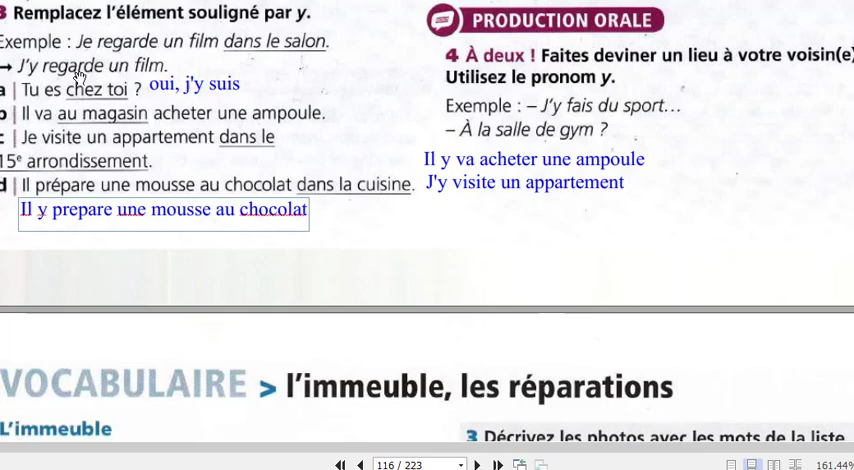 3 Remplacez l'élément souligné par y.
Exemple : Je regarde un film dans le salon.
→ J'y regarde un film.
a | Tu es chez toi ? oui, j'y suis
b | Il va au magasin acheter une ampoule.
c | Je visite un appartement dans le
15e arrondissement.
d | Il prépare une mousse au chocolat dans la cuisine.
Il y prepare une mousse au chocolat
PRODUCTION ORALE
4 À deux ! Faites deviner un lieu à votre voisin(e)
Utilisez le pronom y.
Exemple : – J'y fais du sport…
– À la salle de gym ?
Il y va acheter une ampoule
J'y visite un appartement
VOCABULAIRE > l'immeuble, les réparations
L'immeuble
3 Décrivez les photos avec les mots de la liste
116 / 223
161.44%